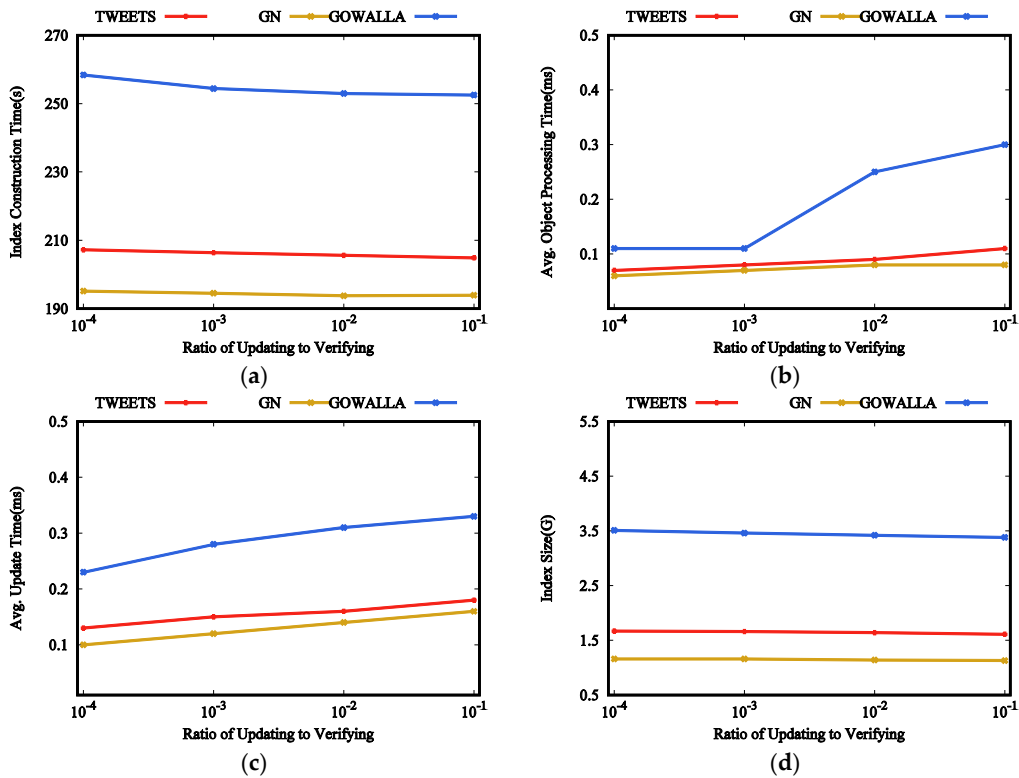 TWEETS GN GOWALLA
270
250
230
210
190
Index Construction Time(s)
10-4 10-3 10-2 10-1
Ratio of Updating to Verifying
(a)
TWEETS GN GOWALLA
0.5
0.4
0.3
0.2
0.1
Avg. Object Processing Time(ms)
10-4 10-3 10-2 10-1
Ratio of Updating to Verifying
(b)
TWEETS GN GOWALLA
0.5
0.4
0.3
0.2
0.1
Avg. Update Time(ms)
10-4 10-3 10-2 10-1
Ratio of Updating to Verifying
(c)
TWEETS GN GOWALLA
5.5
4.5
3.5
2.5
1.5
0.5
Index Size(G)
10-4 10-3 10-2 10-1
Ratio of Updating to Verifying
(d)